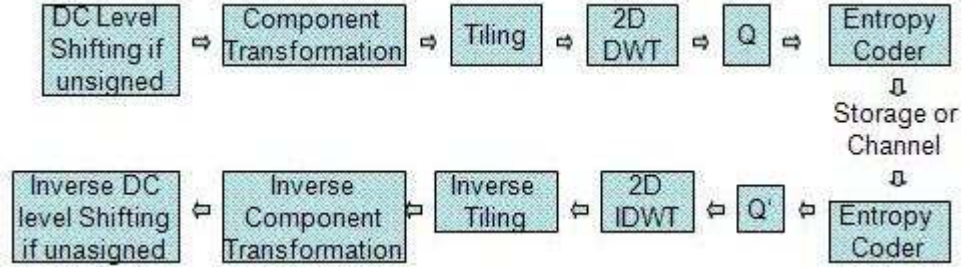 DC Level
Shifting if
unsigned
Component
Transformation
Tiling
2D
DWT
Q
Entropy
Coder
Storage or
Channel
Entropy
Coder
Q'
2D
IDWT
Inverse
Tiling
Inverse
Component
Transformation
Inverse DC
level Shifting
if unasigned